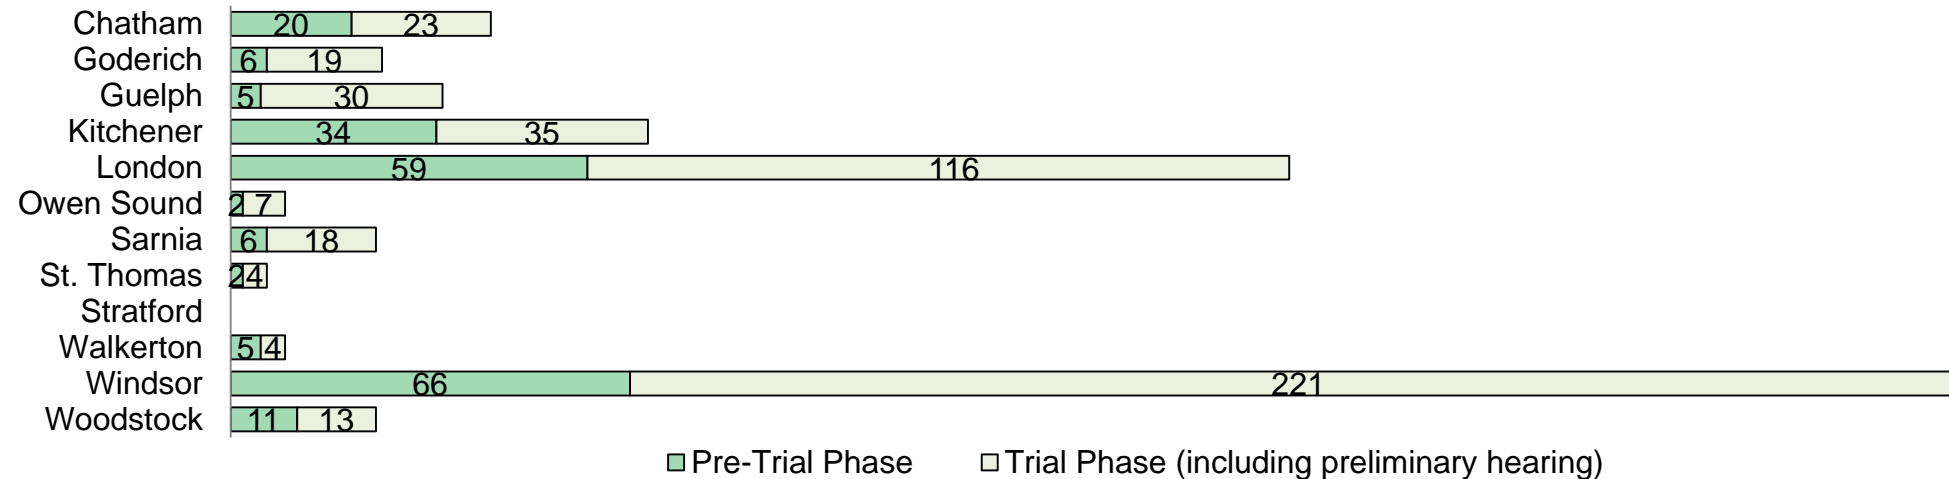 Chatham 20 23
Goderich 6 19
Guelph 5 30
Kitchener 34 35
London 59 116
Owen Sound 2 7
Sarnia 6 18
St. Thomas 2 4
Stratford
Walkerton 5 4
Windsor 66 221
Woodstock 11 13
Pre-Trial Phase Trial Phase (including preliminary hearing)